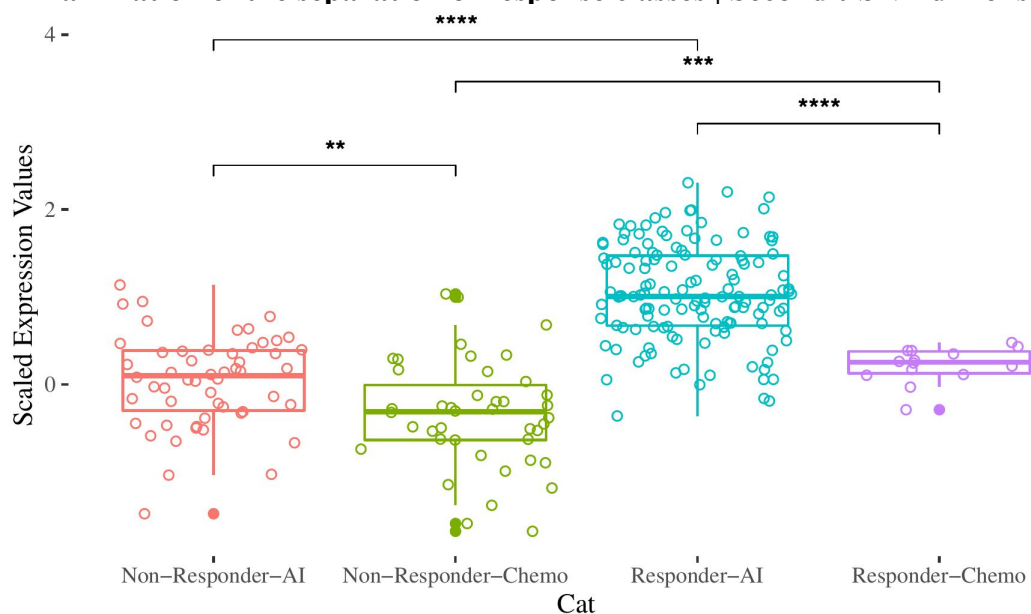 ****
4
***
****
**
2
0
Scaled Expression Values
Non-Responder-AI
Non-Responder-Chemo
Responder-AI
Responder-Chemo
Cat